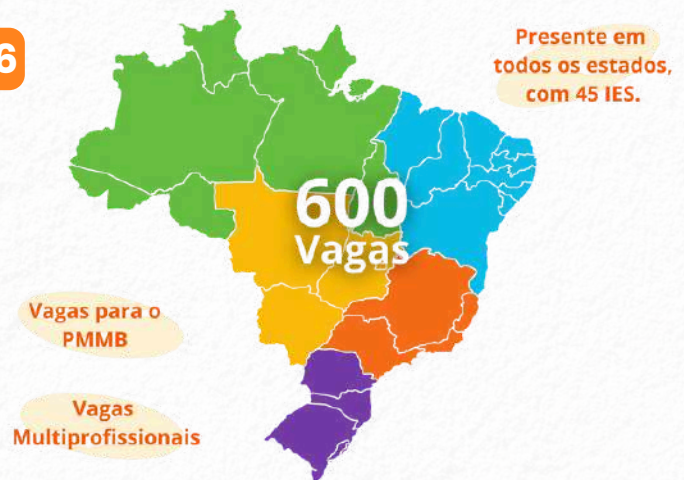 6
Presente em
todos os estados,
com 45 IES.
600
Vagas
Vagas para o
PMMB
Vagas
Multiprofissionais